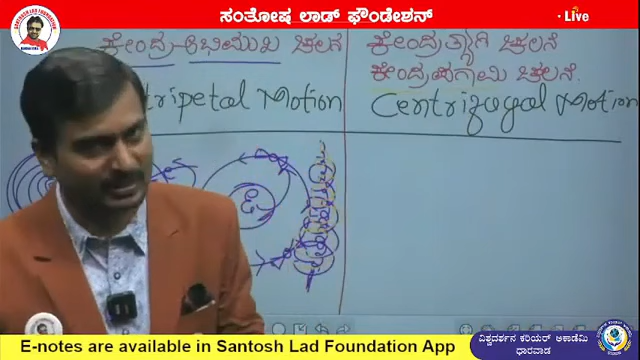 ಸಂತೋಷ ಲಾಡ್ ಫೌಂಡೇಶನ್
Live
ಕೇಂದ್ರ-ಅಭಿಮುಖ ಚಲನೆ
tripetal Motion
ಕೇಂದ್ರತ್ಯಾಗಿ ಚಲನೆ
ಕೇಂದ್ರಪಗಾಮಿ ಚಲನೆ.
Centrifugal Motion
E-notes are available in Santosh Lad Foundation App
ವಿಶ್ವದರ್ಶನ ಕರಿಯರ್ ಅಕಾಡೆಮಿ
ಧಾರವಾಡ